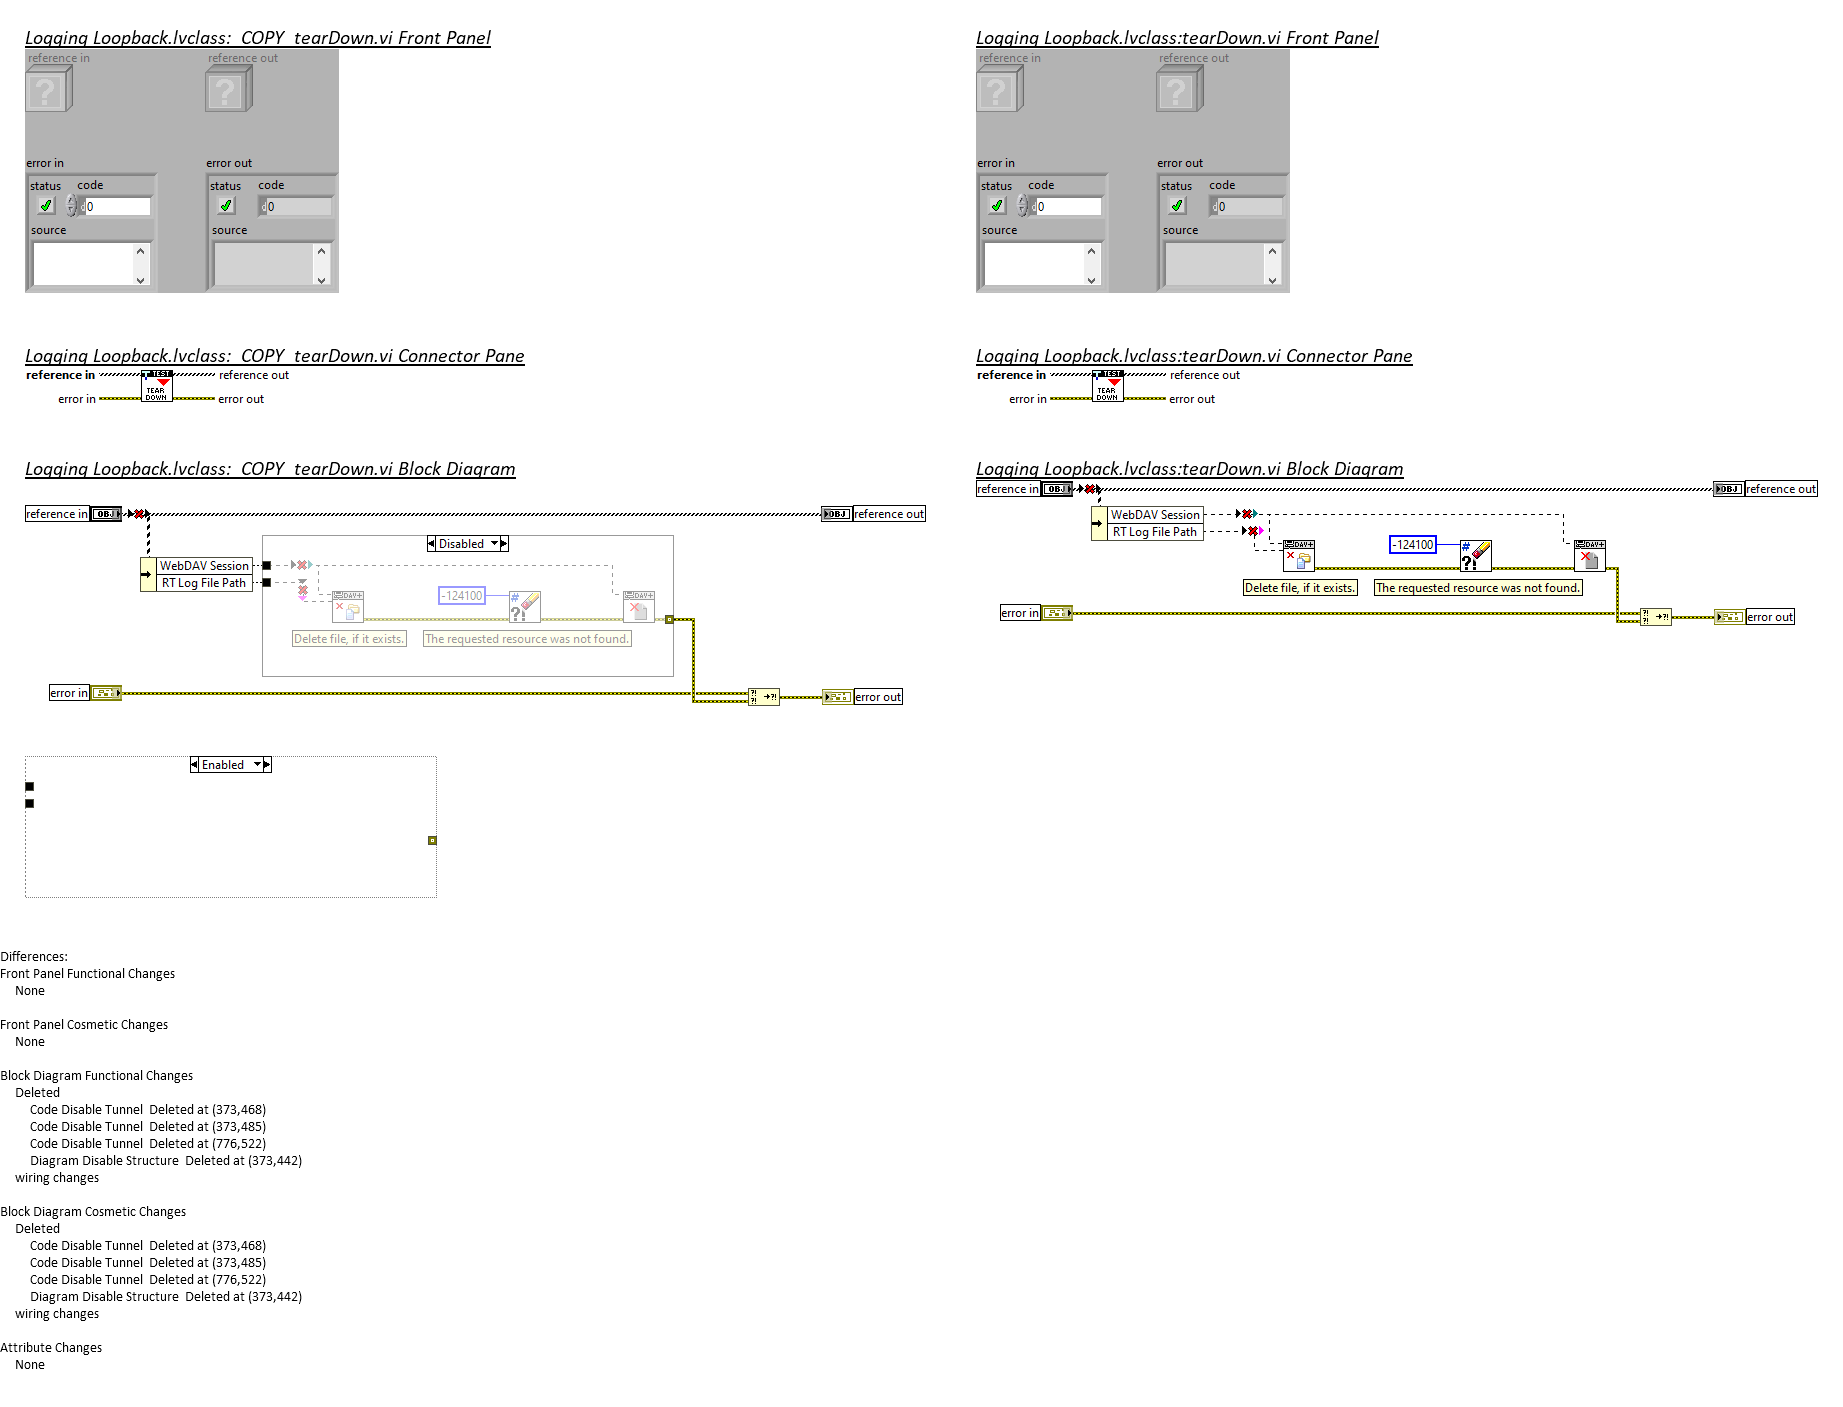 Logging Loopback.lvclass:_COPY_tearDown.vi Front Panel
reference in
reference out
error in
error out
status
code
status
code
0
0
source
source
Logging Loopback.lvclass:_COPY_tearDown.vi Connector Pane
reference in
reference out
TEST
TEAR
DOWN
error in
error out
Logging Loopback.lvclass:_COPY_tearDown.vi Block Diagram
reference in
OBJ
OBJ
reference out
Disabled
WebDAV Session
RT Log File Path
DAV+
-124100
DAV+
Delete file, if it exists.
The requested resource was not found.
error in
error out
Enabled
Logging Loopback.lvclass:tearDown.vi Front Panel
reference in
reference out
error in
error out
status
code
status
code
0
0
source
source
Logging Loopback.lvclass:tearDown.vi Connector Pane
reference in
reference out
TEST
TEAR
DOWN
error in
error out
Logging Loopback.lvclass:tearDown.vi Block Diagram
reference in
OBJ
OBJ
reference out
WebDAV Session
RT Log File Path
DAV+
-124100
DAV+
Delete file, if it exists.
The requested resource was not found.
error in
error out
Differences:
Front Panel Functional Changes
None
Front Panel Cosmetic Changes
None
Block Diagram Functional Changes
Deleted
Code Disable Tunnel  Deleted at (373,468)
Code Disable Tunnel  Deleted at (373,485)
Code Disable Tunnel  Deleted at (776,522)
Diagram Disable Structure  Deleted at (373,442)
wiring changes
Block Diagram Cosmetic Changes
Deleted
Code Disable Tunnel  Deleted at (373,468)
Code Disable Tunnel  Deleted at (373,485)
Code Disable Tunnel  Deleted at (776,522)
Diagram Disable Structure  Deleted at (373,442)
wiring changes
Attribute Changes
None